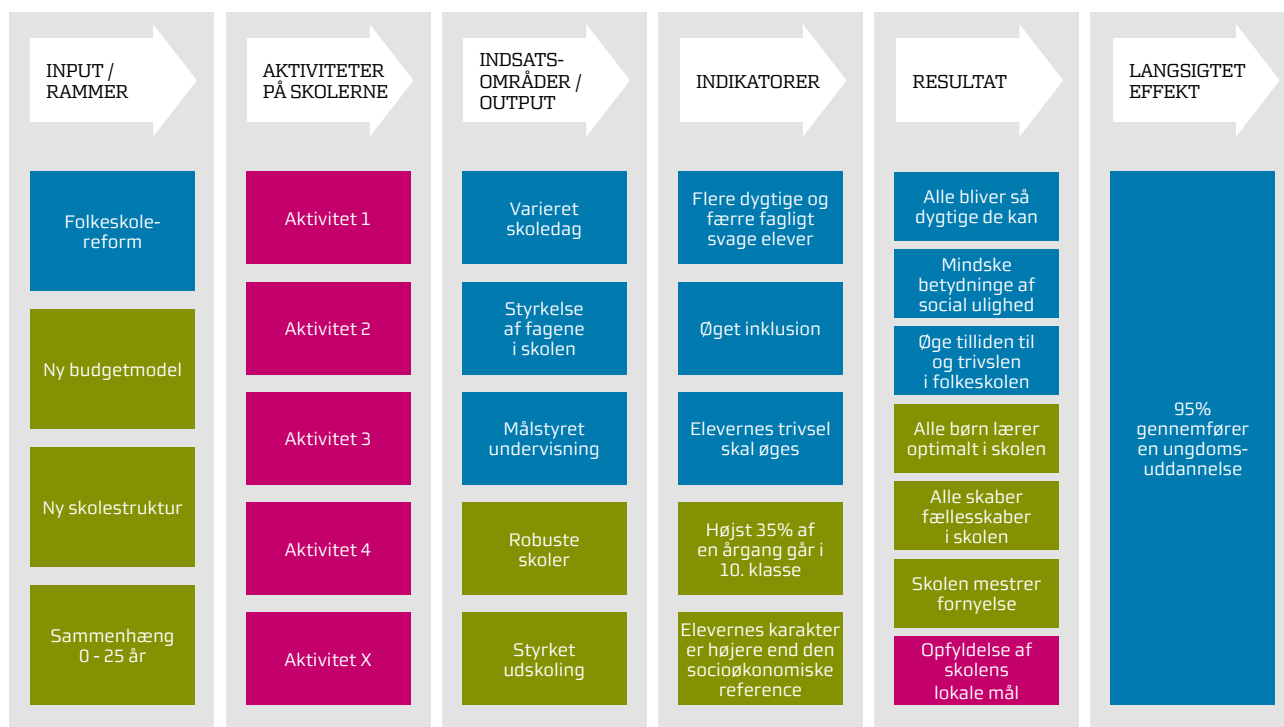 INPUT /
RAMMER
Folkeskole-
reform
Ny budgetmodel
Ny skolestruktur
Sammenhæng
0 - 25 år
AKTIVITETER
PÅ SKOLERNE
Aktivitet 1
Aktivitet 2
Aktivitet 3
Aktivitet 4
Aktivitet X
INDSATS-
OMRÅDER /
OUTPUT
Varieret
skoledag
Styrkelse
af fagene
i skolen
Målstyret
undervisning
Robuste
skoler
Styrket
udskoling
INDIKATORER
Flere dygtige og
færre fagligt
svage elever
Øget inklusion
Elevernes trivsel
skal øges
Højst 35% af
en årgang går i
10. klasse
Elevernes karakter
er højere end den
socioøkonomiske
reference
RESULTAT
Alle bliver så
dygtige de kan
Mindske
betydninge af
social ulighed
Øge tilliden til
og trivslen
i folkeskolen
Alle børn lærer
optimalt i skolen
Alle skaber
fællesskaber
i skolen
Skolen mestrer
fornyelse
Opfyldelse af
skolens
lokale mål
LANGSIGTET
EFFEKT
95%
gennemfører
en ungdoms-
uddannelse